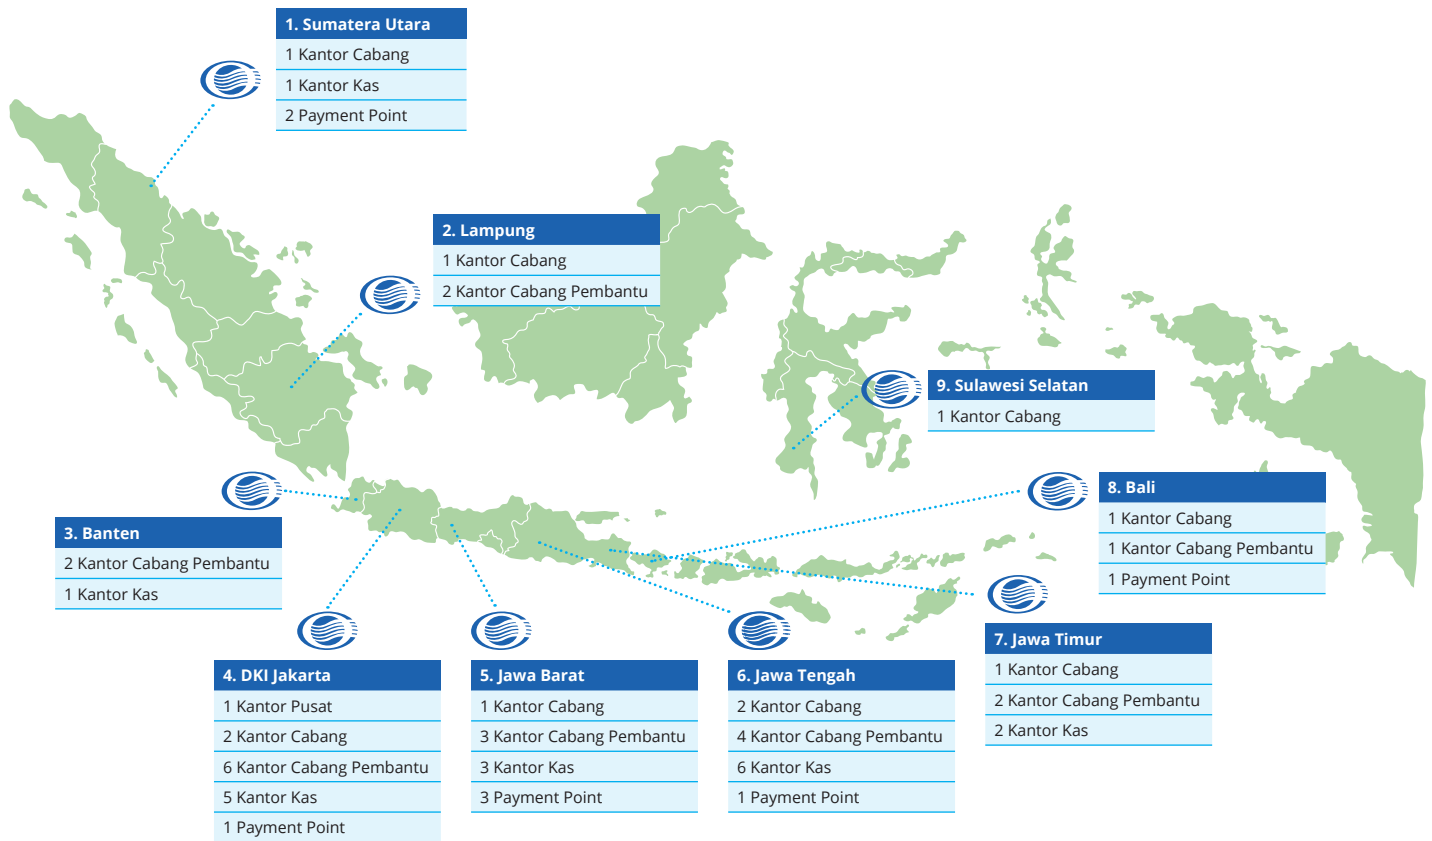 1. Sumatera Utara
1 Kantor Cabang
1 Kantor Kas
2 Payment Point
2. Lampung
1 Kantor Cabang
2 Kantor Cabang Pembantu
3. Banten
2 Kantor Cabang Pembantu
1 Kantor Kas
4. DKI Jakarta
1 Kantor Pusat
2 Kantor Cabang
6 Kantor Cabang Pembantu
5 Kantor Kas
1 Payment Point
5. Jawa Barat
1 Kantor Cabang
3 Kantor Cabang Pembantu
3 Kantor Kas
3 Payment Point
6. Jawa Tengah
2 Kantor Cabang
4 Kantor Cabang Pembantu
6 Kantor Kas
1 Payment Point
7. Jawa Timur
1 Kantor Cabang
2 Kantor Cabang Pembantu
2 Kantor Kas
8. Bali
1 Kantor Cabang
1 Kantor Cabang Pembantu
1 Payment Point
9. Sulawesi Selatan
1 Kantor Cabang